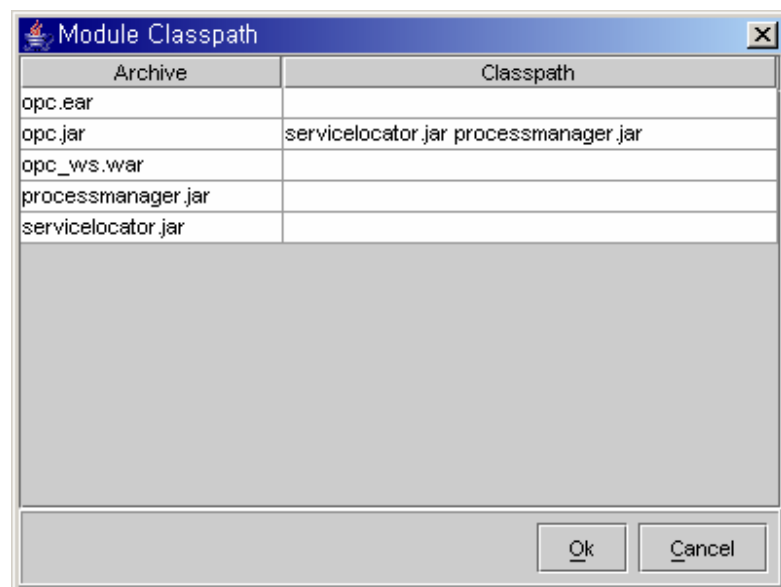 Module Classpath
Archive Classpath
opc.ear
opc.jar servicelocator.jar processmanager.jar
opc_ws.war
processmanager.jar
servicelocator.jar
Ok Cancel